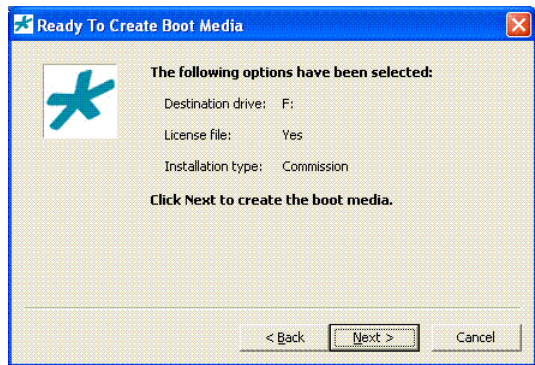 Ready To Create Boot Media
The following options have been selected:
Destination drive: F:
License file: Yes
Installation type: Commission
Click Next to create the boot media.
< Back Next > Cancel